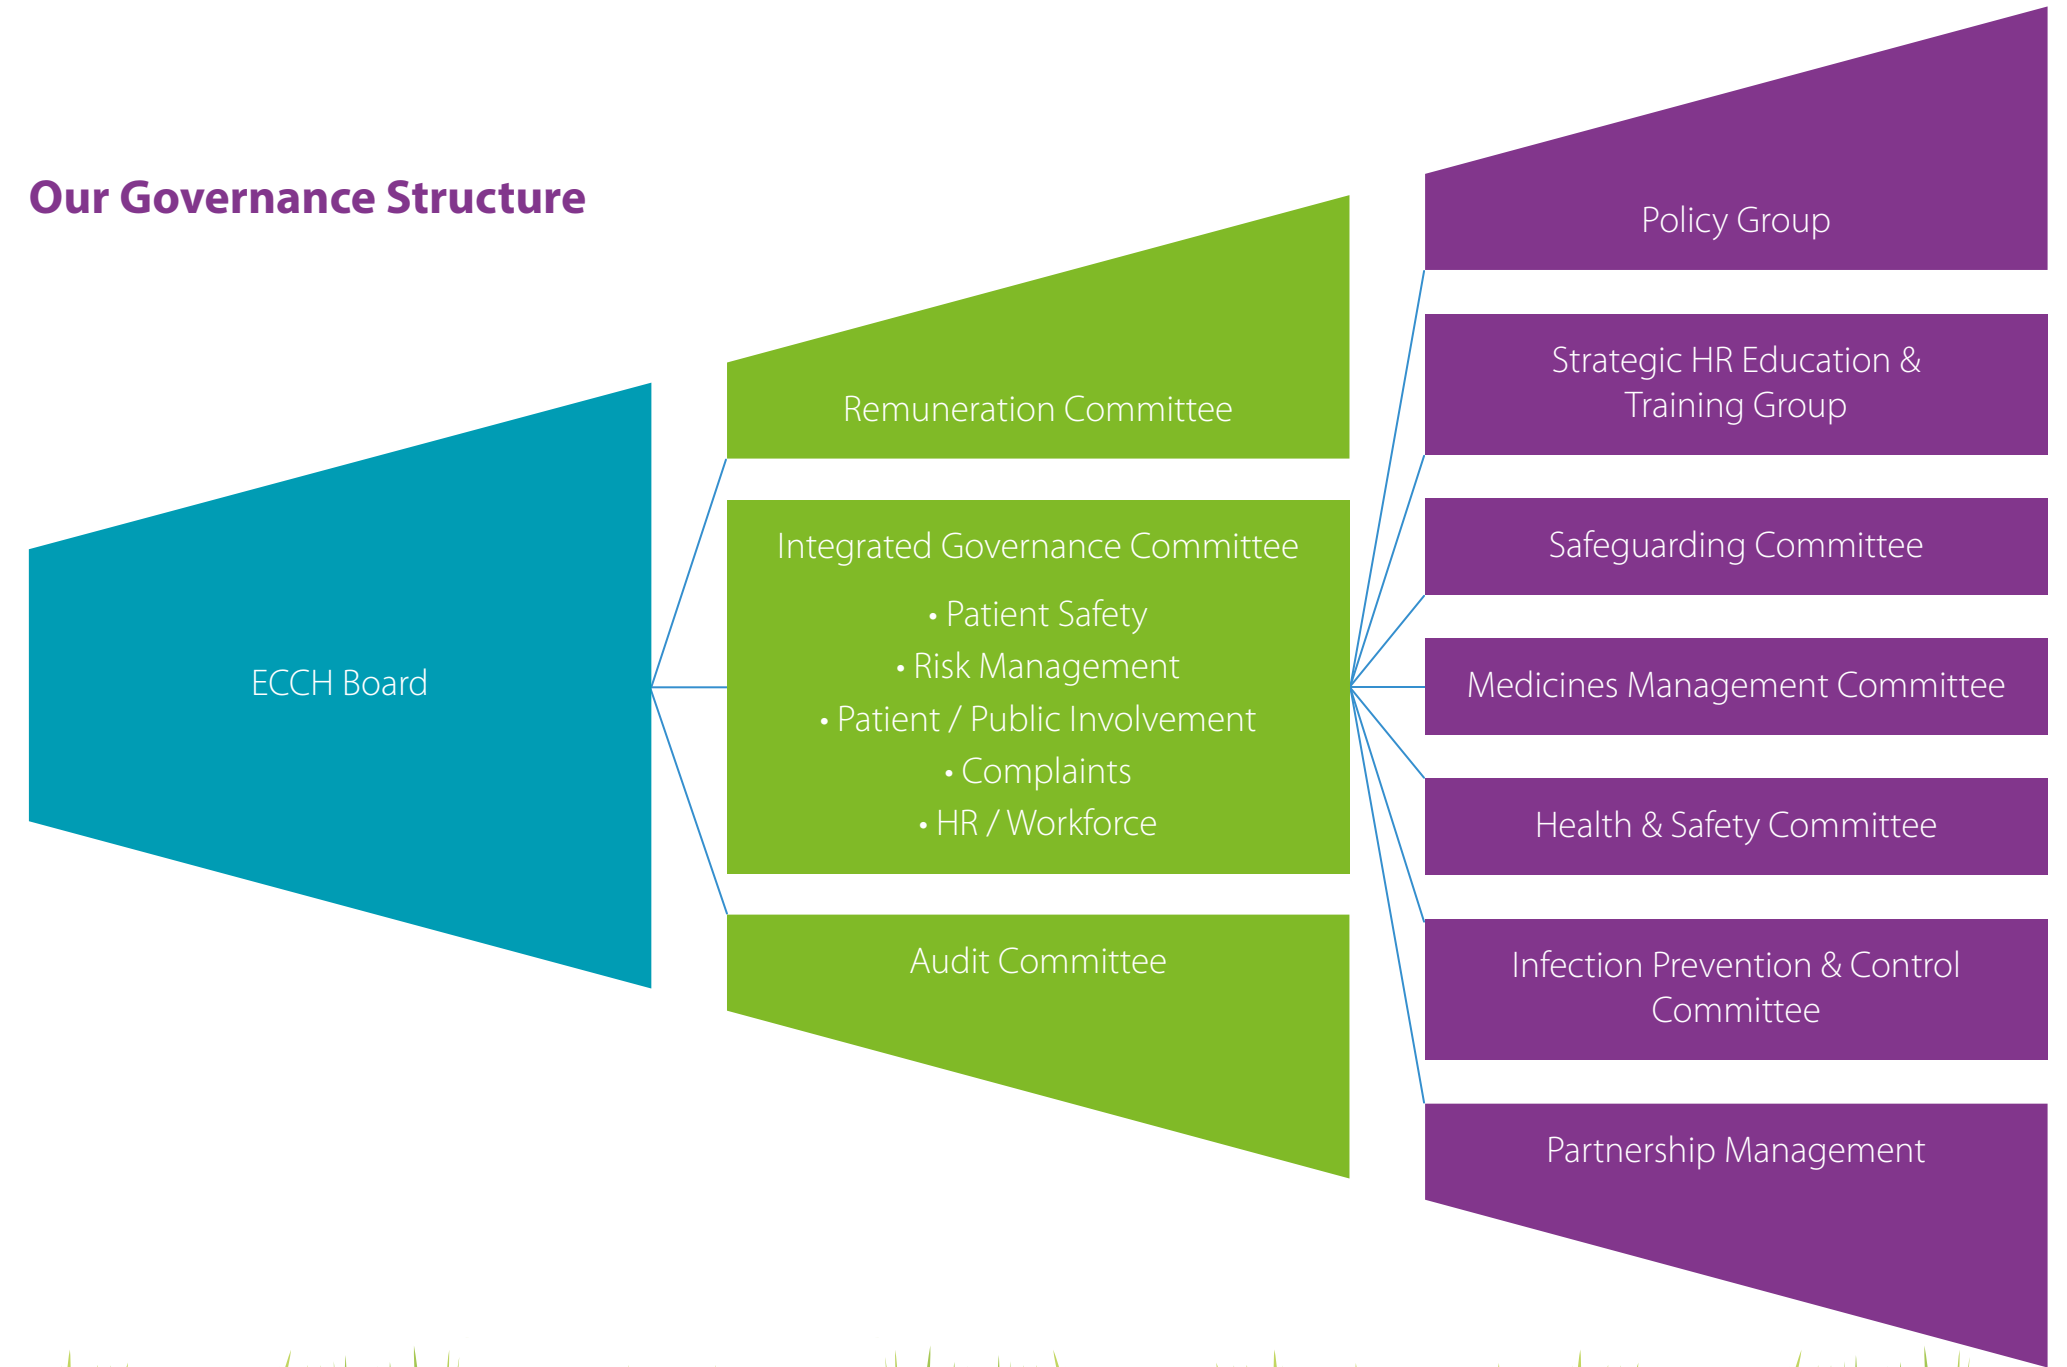 Our Governance Structure
ECCH Board
Remuneration Committee
Integrated Governance Committee
• Patient Safety
• Risk Management
• Patient / Public Involvement
• Complaints
• HR / Workforce
Audit Committee
Policy Group
Strategic HR Education &
Training Group
Safeguarding Committee
Medicines Management Committee
Health & Safety Committee
Infection Prevention & Control
Committee
Partnership Management